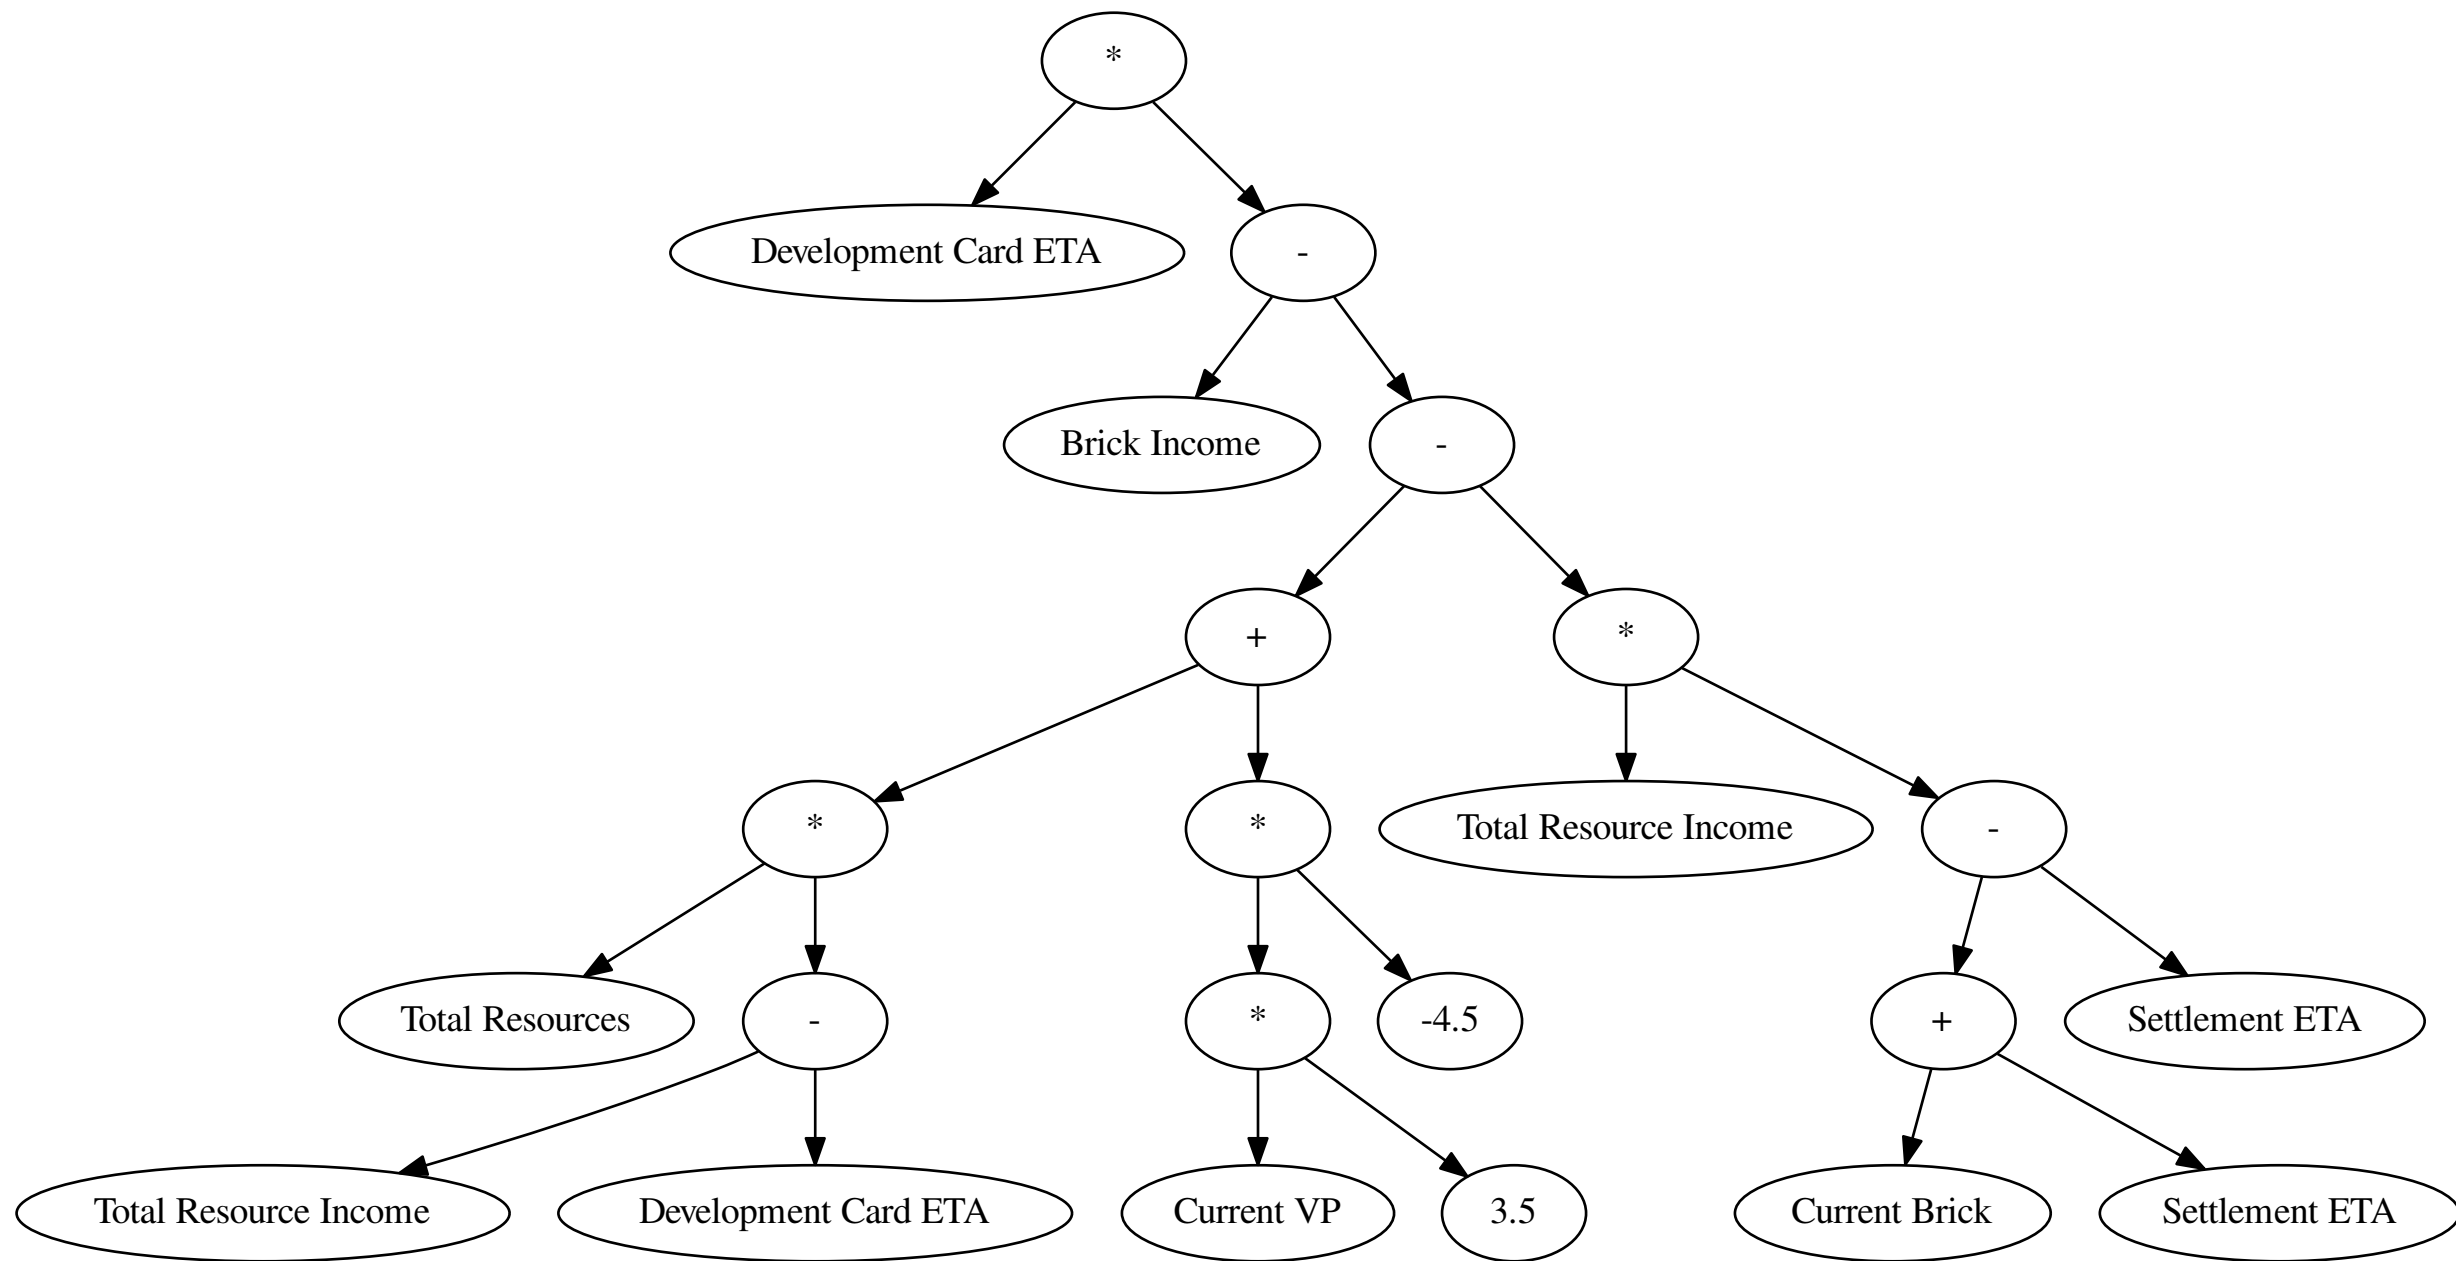 *
Development Card ETA
-
Brick Income
-
+
*
*
*
Total Resource Income
-
Total Resources
-
*
-4.5
+
Settlement ETA
Total Resource Income
Development Card ETA
Current VP
3.5
Current Brick
Settlement ETA